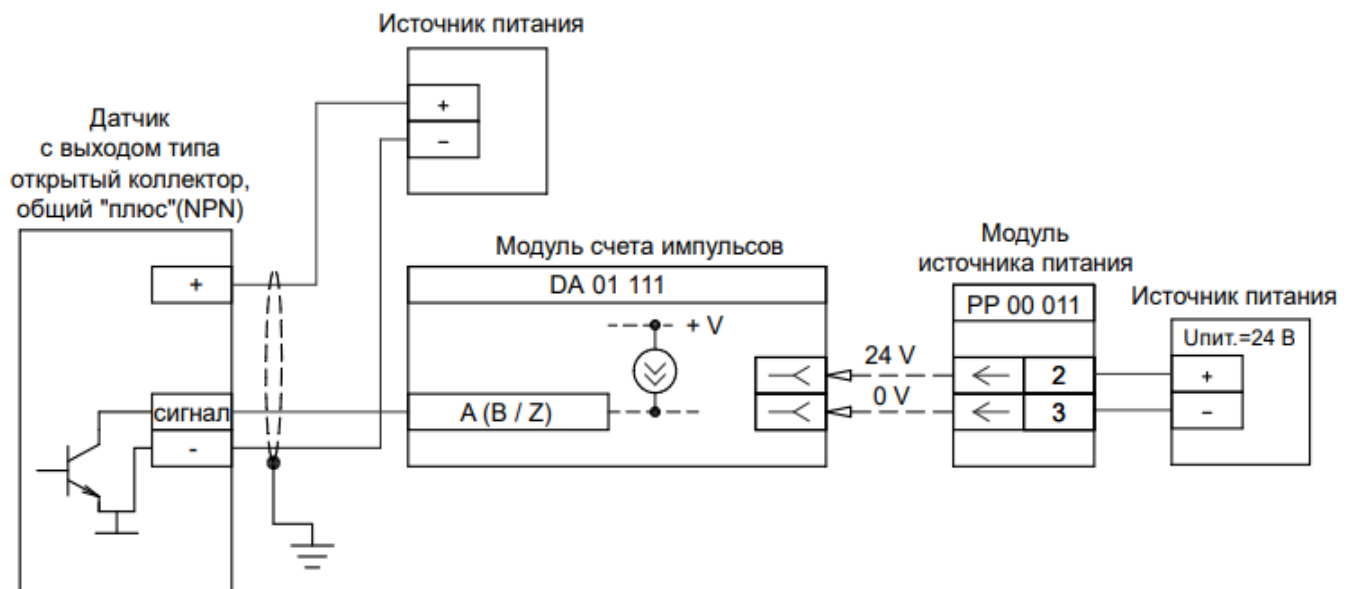 Источник питания
+
–
Датчик
с выходом типа
открытый коллектор,
общий "плюс"(NPN)
+
сигнал
-
Модуль счета импульсов
DA 01 111
+ V
A (B / Z)
24 V
0 V
Модуль
источника питания
PP 00 011
2
3
Источник питания
Uпит.=24 В
+
–